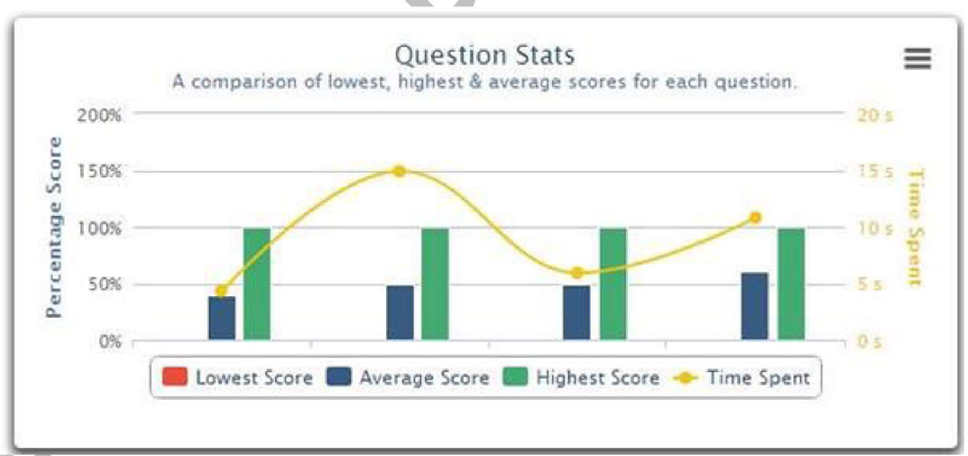 Question Stats
A comparison of lowest, highest & average scores for each question.
200%
150%
100%
50%
0%
Percentage Score
20 s
15 s
10 s
5 s
0 s
Time Spent
Lowest Score Average Score Highest Score Time Spent